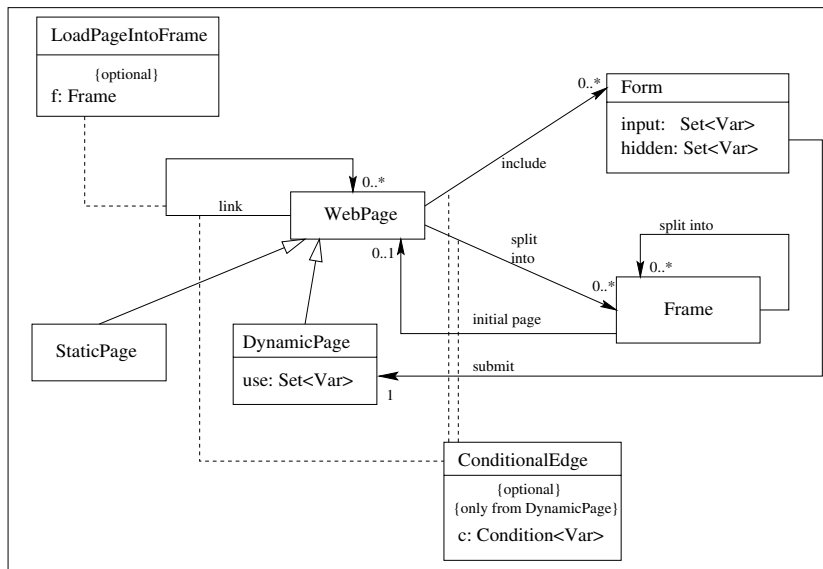 LoadPageIntoFrame
{optional}
f: Frame
0..*
Form
input: Set<Var>
hidden: Set<Var>
include
link
0..*
WebPage
split into
split
into
0..1
0..*
0..*
Frame
initial page
StaticPage
DynamicPage
use: Set<Var>
submit
1
ConditionalEdge
{optional}
{only from DynamicPage}
c: Condition<Var>